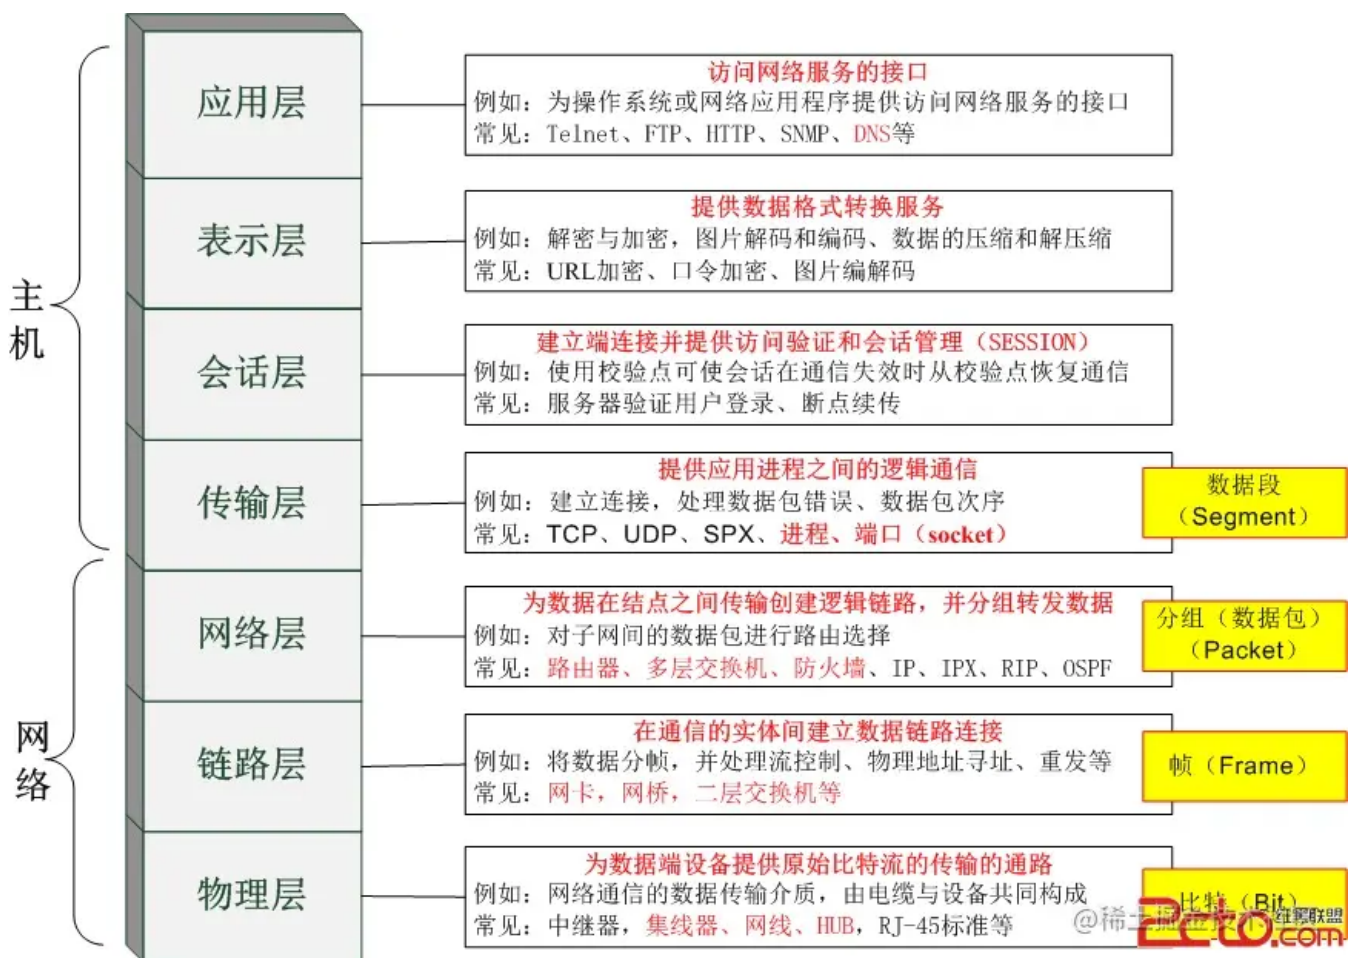 应用层
访问网络服务的接口
例如：为操作系统或网络应用程序提供访问网络服务的接口
常见：Telnet、FTP、HTTP、SNMP、DNS等
表示层
提供数据格式转换服务
例如：解密与加密，图片解码和编码、数据的压缩和解压缩
常见：URL加密、口令加密、图片编解码
主机
会话层
建立端连接并提供访问验证和会话管理（SESSION）
例如：使用校验点可使会话在通信失效时从校验点恢复通信
常见：服务器验证用户登录、断点续传
传输层
提供应用进程之间的逻辑通信
例如：建立连接，处理数据包错误、数据包次序
常见：TCP、UDP、SPX、进程、端口（socket）
数据段
（Segment）
网络层
为数据在结点之间传输创建逻辑链路，并分组转发数据
例如：对子网间的数据包进行路由选择
常见：路由器、多层交换机、防火墙、IP、IPX、RIP、OSPF
分组（数据包）
（Packet）
网络
链路层
在通信的实体间建立数据链路连接
例如：将数据分帧，并处理流控制、物理地址寻址、重发等
常见：网卡，网桥，二层交换机等
帧（Frame）
物理层
为数据端设备提供原始比特流的传输的通路
例如：网络通信的数据传输介质，由电缆与设备共同构成
常见：中继器，集线器、网线、HUB，RJ-45标准等
比特（Bit）
@稀土掘金技术社区
2cto.com
红黑联盟